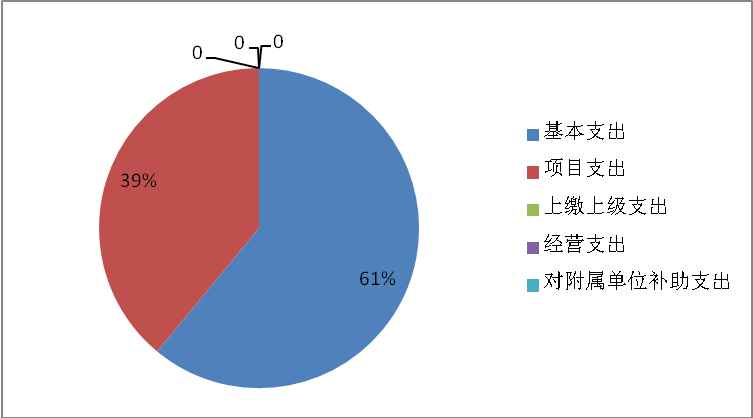 0
0
0
39%
61%
基本支出
项目支出
上缴上级支出
经营支出
对附属单位补助支出